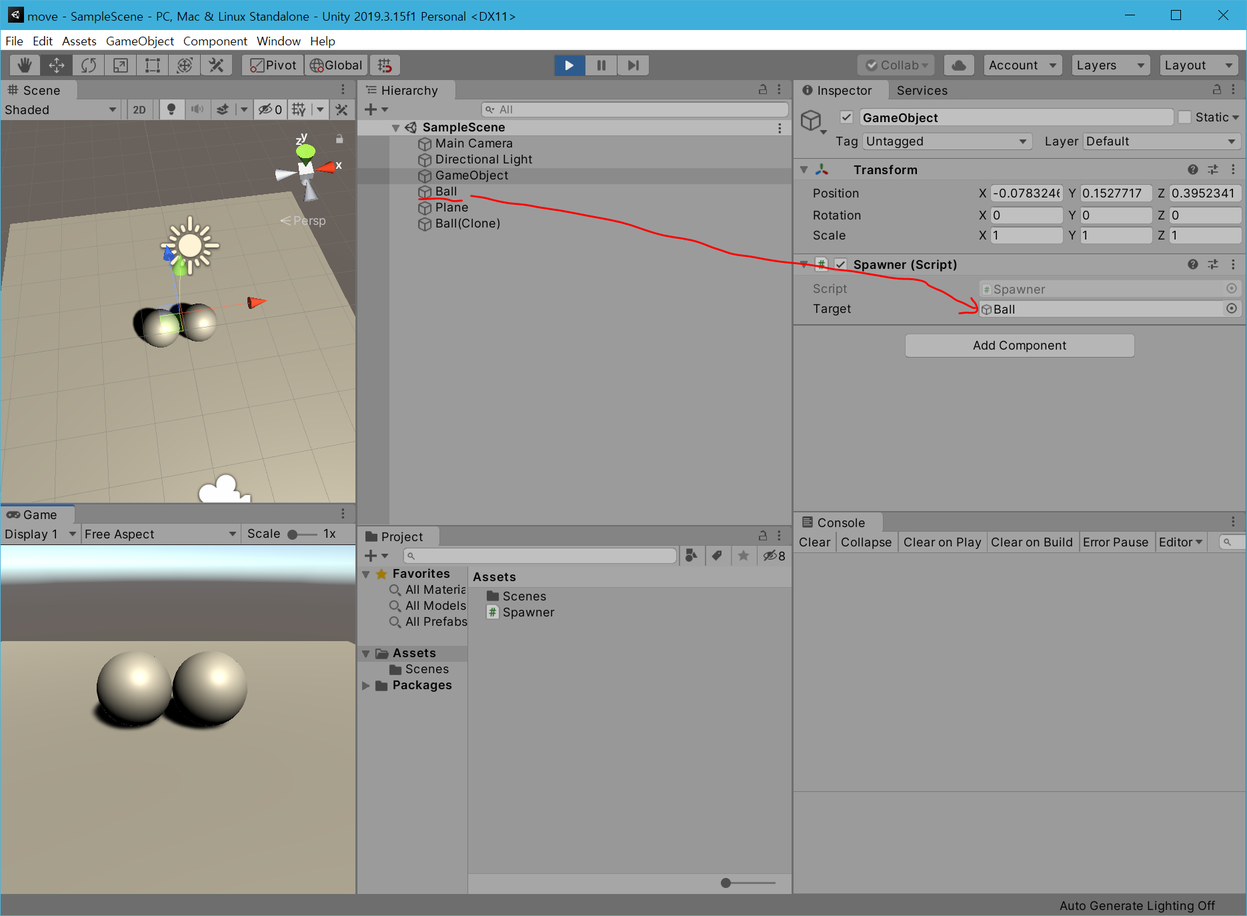 move - SampleScene - PC, Mac & Linux Standalone - Unity 2019.3.15f1 Personal <DX11>
File Edit Assets GameObject Component Window Help
Pivot Global Collab Account Layers Layout
Scene
Shaded 2D 0
y
z
x
Persp
Game
Display 1 Free Aspect Scale 1x
Hierarchy
All
SampleScene
Main Camera
Directional Light
GameObject
Ball
Plane
Ball(Clone)
Project
8
Favorites
All Materia
All Models
All Prefabs
Assets
Scenes
Packages
Assets
Scenes
# Spawner
Inspector Services
GameObject Static
Tag Untagged Layer Default
Transform
Position X -0.0783246 Y 0.1527717 Z 0.3952341
Rotation X 0 Y 0 Z 0
Scale X 1 Y 1 Z 1
# Spawner (Script)
Script # Spawner
Target Ball
Add Component
Console
Clear Collapse Clear on Play Clear on Build Error Pause Editor
Auto Generate Lighting Off